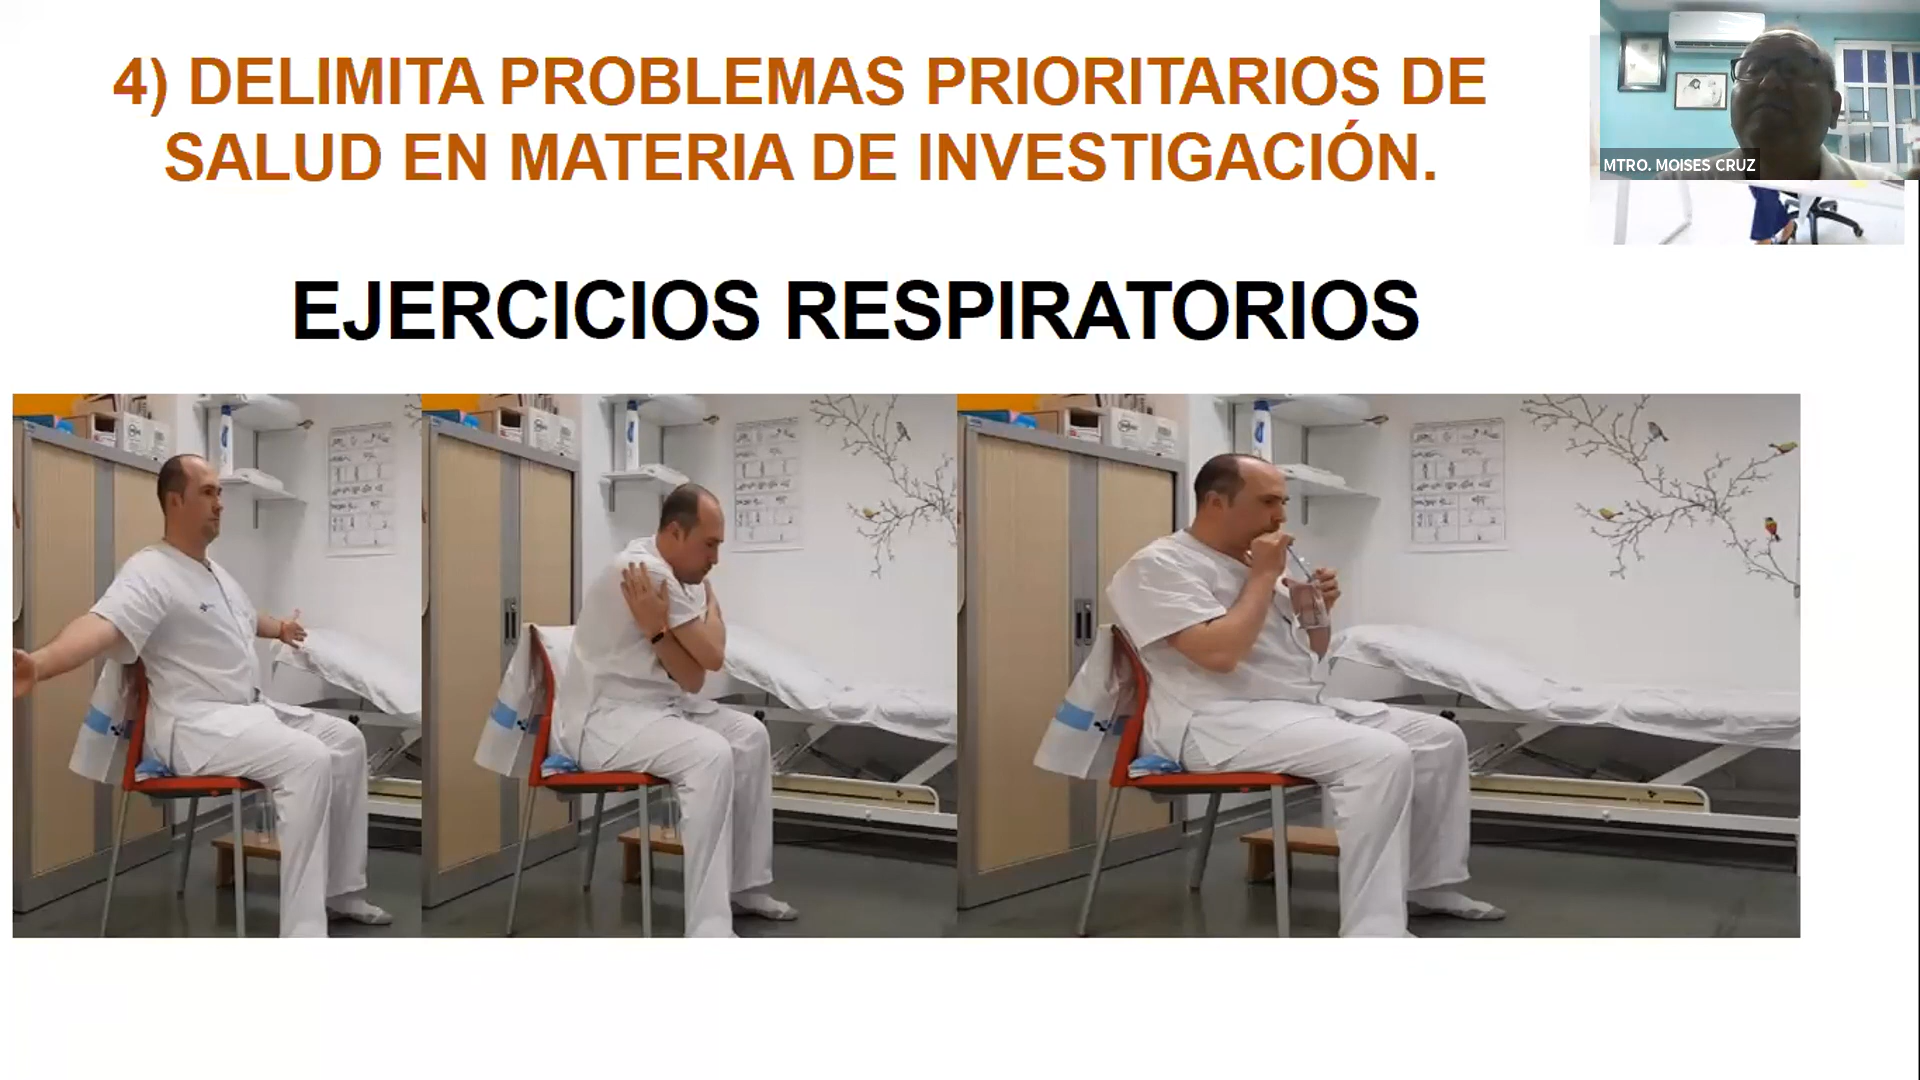 4) DELIMITA PROBLEMAS PRIORITARIOS DE
SALUD EN MATERIA DE INVESTIGACIÓN.
MTRO. MOISES CRUZ
EJERCICIOS RESPIRATORIOS